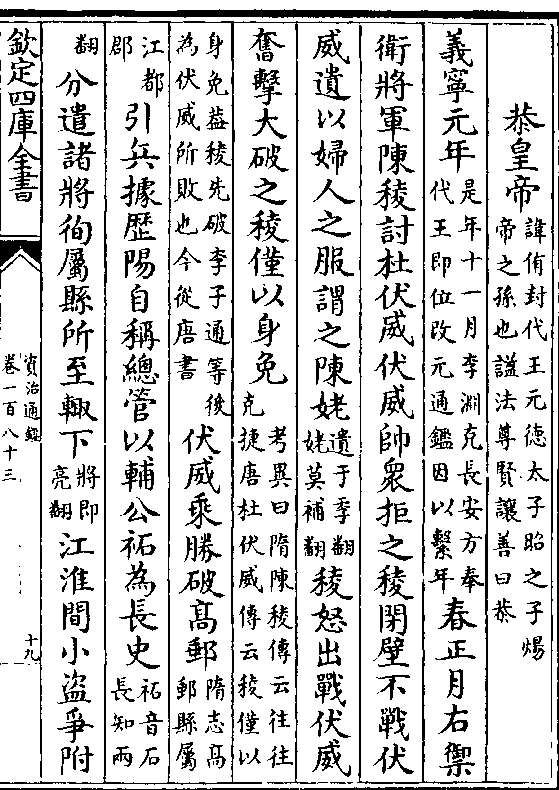 恭皇帝
諱侑封代王元德太子昭之子煬
帝之孫也諡法尊賢讓善曰恭
義寧元年
是年十一月李淵克長安方奉
代王即位改元通鑑因以繫年
春正月右禦
衛將軍陳稜討杜伏威伏威帥衆拒之稜閉壁不戰伏
威遺以婦人之服謂之陳姥
遺于季翻
姥莫補翻
稜怒出戰伏威
奮擊大破之稜僅以身免
考異曰隋陳稜傳云往往
克捷唐杜伏威傳云稜僅以
身免葢稜先破李子通等後
為伏威所敗也今從唐書
伏威乘勝破高郵
隋志高
郵縣屬
江都
郡
引兵據歷陽自稱總管以輔公祏為長史
祏音石
長知兩
翻
分遣諸將徇屬縣所至輙下
將即
亮翻
江淮間小盜爭附
欽定四庫全書
資治通鑑
卷一百八十三
十九